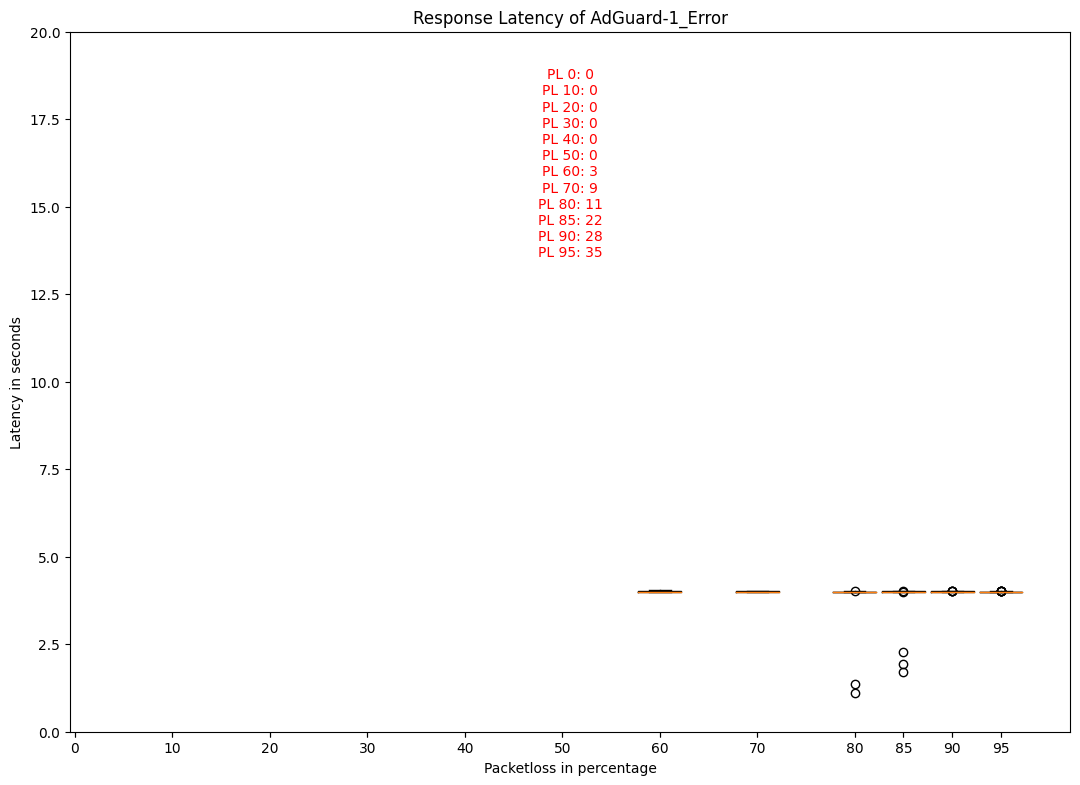 Response Latency of AdGuard-1_Error
20.0
17.5
15.0
12.5
10.0
7.5
5.0
2.5
0.0
Latency in seconds
PL 0: 0
PL 10: 0
PL 20: 0
PL 30: 0
PL 40: 0
PL 50: 0
PL 60: 3
PL 70: 9
PL 80: 11
PL 85: 22
PL 90: 28
PL 95: 35
0 10 20 30 40 50 60 70 80 85 90 95
Packetloss in percentage